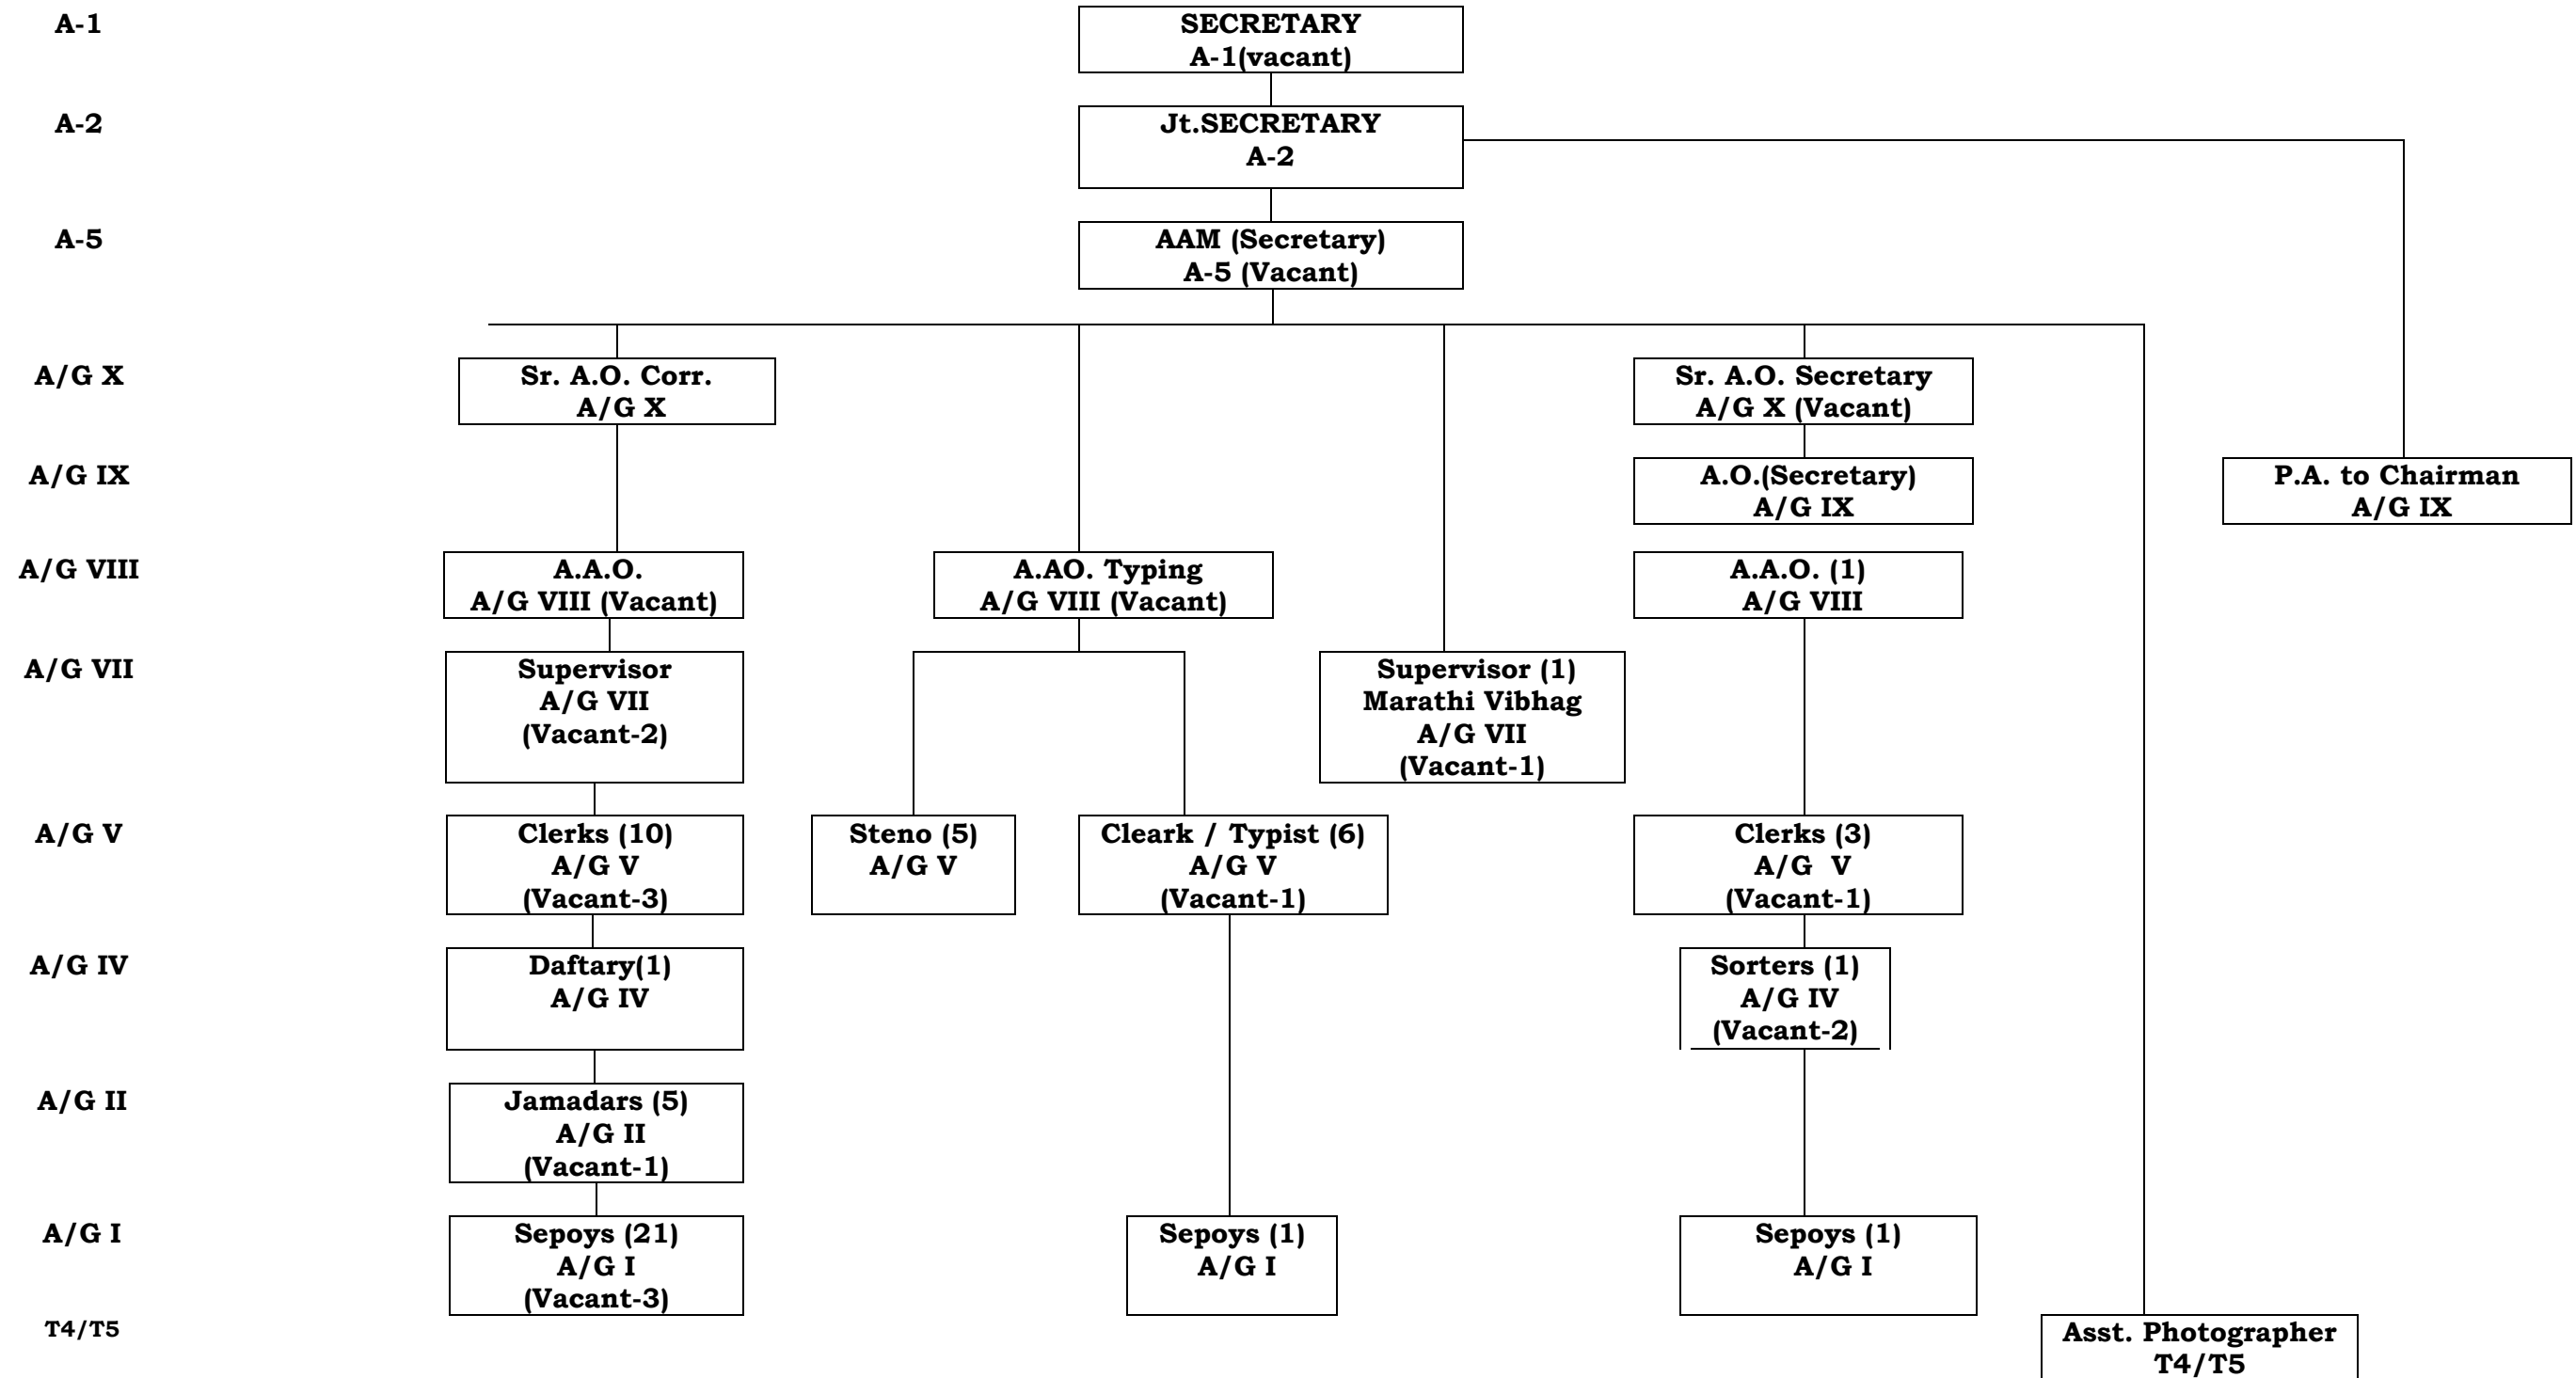 A-1
SECRETARY
A-1(vacant)
A-2
Jt.SECRETARY
A-2
A-5
AAM (Secretary)
A-5 (Vacant)
A/G X
Sr. A.O. Corr.
A/G X
Sr. A.O. Secretary
A/G X (Vacant)
A/G IX
A.O.(Secretary)
A/G IX
P.A. to Chairman
A/G IX
A/G VIII
A.A.O.
A/G VIII (Vacant)
A.AO. Typing
A/G VIII (Vacant)
A.A.O. (1)
A/G VIII
A/G VII
Supervisor
A/G VII
(Vacant-2)
Supervisor (1)
Marathi Vibhag
A/G VII
(Vacant-1)
A/G V
Clerks (10)
A/G V
(Vacant-3)
Steno (5)
A/G V
Cleark / Typist (6)
A/G V
(Vacant-1)
Clerks (3)
A/G  V
(Vacant-1)
A/G IV
Daftary(1)
A/G IV
Sorters (1)
A/G IV
(Vacant-2)
A/G II
Jamadars (5)
A/G II
(Vacant-1)
A/G I
Sepoys (21)
A/G I
(Vacant-3)
Sepoys (1)
A/G I
Sepoys (1)
A/G I
T4/T5
Asst. Photographer
T4/T5